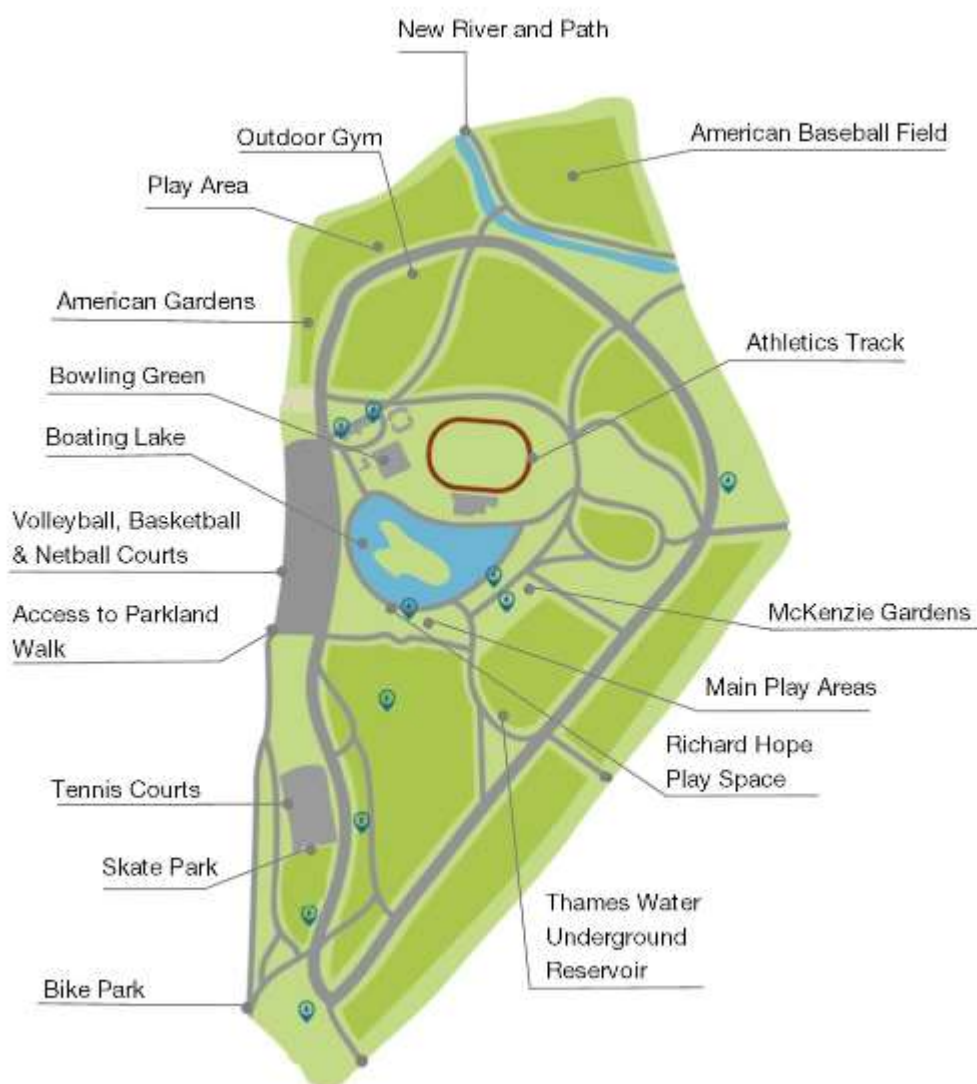 New River and Path
Outdoor Gym
American Baseball Field
Play Area
American Gardens
Athletics Track
Bowling Green
Boating Lake
Volleyball, Basketball
& Netball Courts
Access to Parkland
Walk
McKenzie Gardens
Main Play Areas
Richard Hope
Play Space
Tennis Courts
Skate Park
Thames Water
Underground
Reservoir
Bike Park